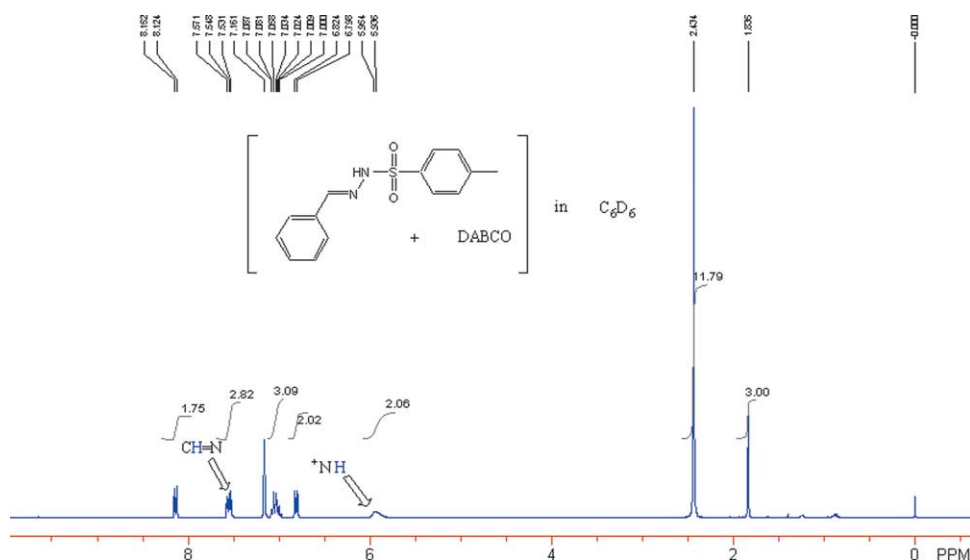 8.152
8.124
7.571
7.548
7.531
7.161
7.087
7.081
7.058
7.034
7.024
7.009
7.000
6.824
6.798
5.964
5.936
2.434
1.835
-0.000
O
HN S
N O
+ DABCO
in C6D6
11.79
1.75 2.82 3.09 2.02 2.06 3.00
CH=N
+NH
8 6 4 2 0 PPM